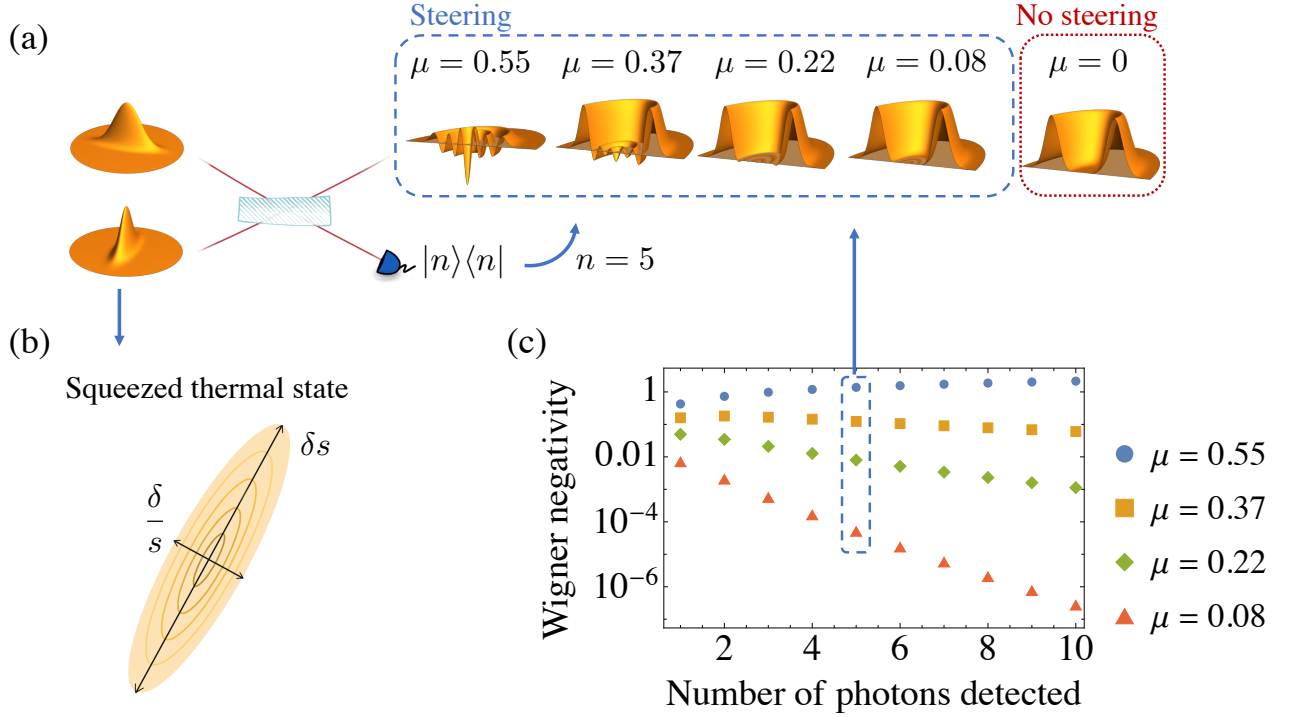 (a)
Steering
No steering
μ = 0.55
μ = 0.37
μ = 0.22
μ = 0.08
μ = 0
|n⟩⟨n|
n = 5
(b)
Squeezed thermal state
δs
δ
s
(c)
Wigner negativity
1
0.01
10⁻⁴
10⁻⁶
2
4
6
8
10
Number of photons detected
μ = 0.55
μ = 0.37
μ = 0.22
μ = 0.08